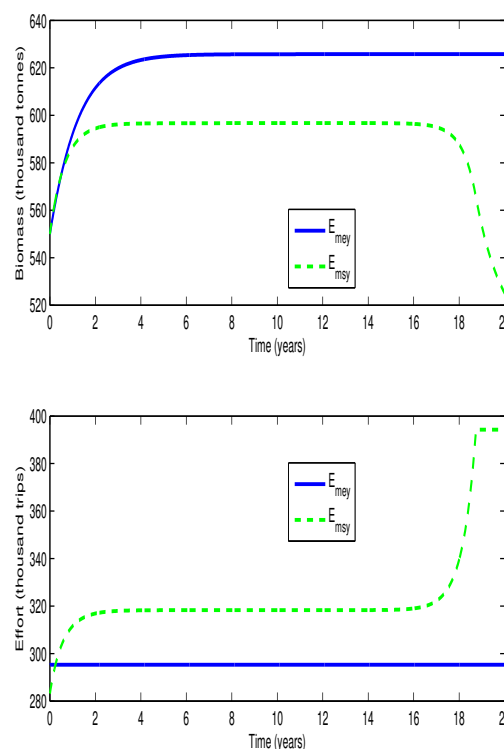 640
620
600
580
560
540
520
Biomass (thousand tonnes)
E_mey
E_msy
0 2 4 6 8 10 12 14 16 18 2
Time (years)
400
380
360
340
320
300
280
Effort (thousand trips)
E_mey
E_msy
0 2 4 6 8 10 12 14 16 18 2
Time (years)